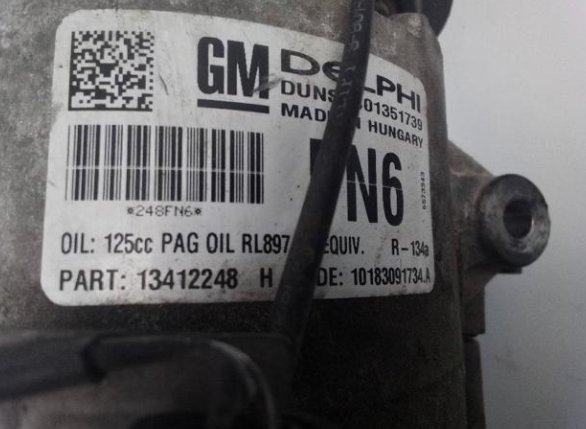 GM DELPHI
DUNS 01351739
MADE IN HUNGARY
*248FN6*
FN6
OIL: 125cc PAG OIL RL897 EQUIV. R-134a
PART: 13412248 H DE: 10183091734.A